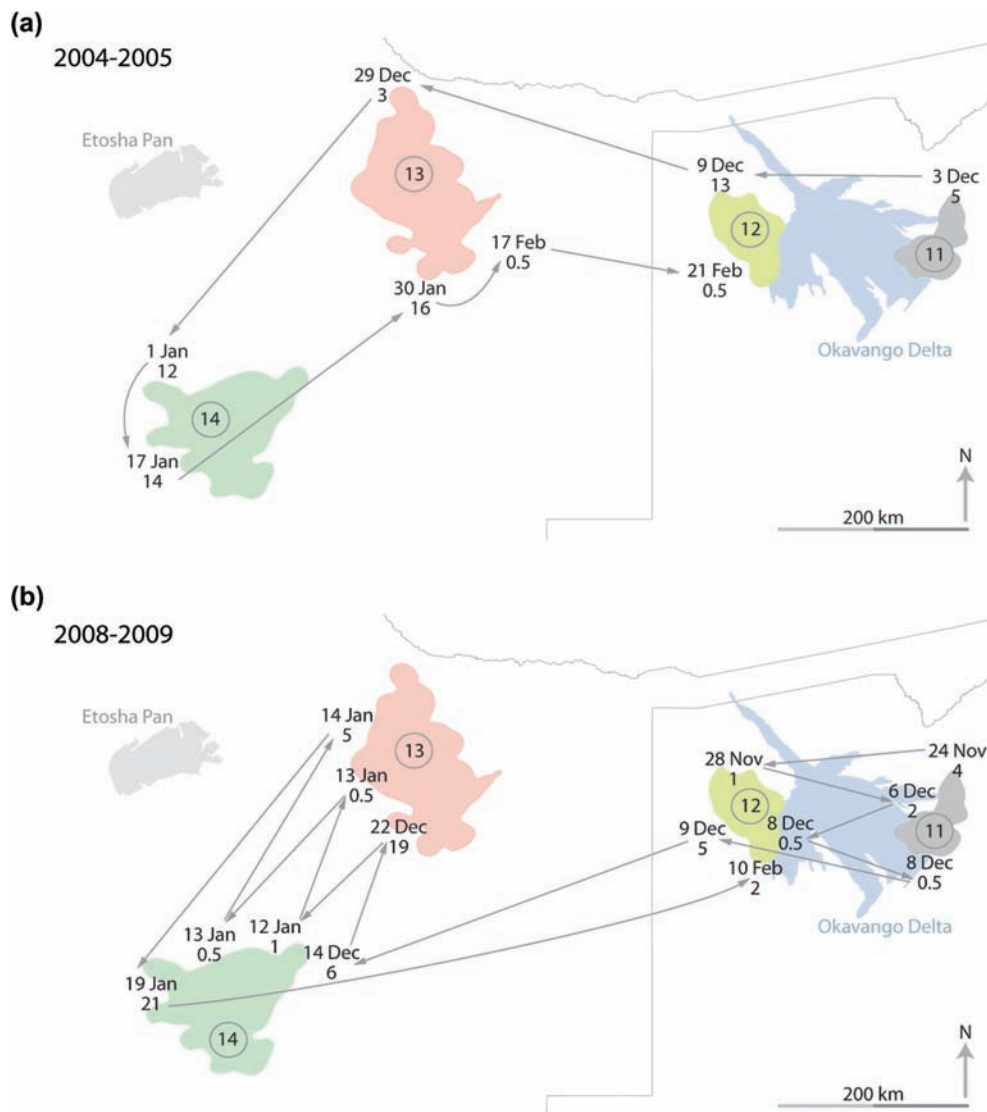 (a)
2004-2005
29 Dec
3
Etosha Pan
13
9 Dec
13
3 Dec
5
12
11
17 Feb
0.5
21 Feb
0.5
30 Jan
16
Okavango Delta
1 Jan
12
14
17 Jan
14
N
200 km
(b)
2008-2009
Etosha Pan
14 Jan
5
13
13 Jan
0.5
22 Dec
19
28 Nov
1
24 Nov
4
12
6 Dec
2
11
9 Dec
5
8 Dec
0.5
8 Dec
0.5
10 Feb
2
Okavango Delta
13 Jan
0.5
12 Jan
1
14 Dec
6
19 Jan
21
14
N
200 km